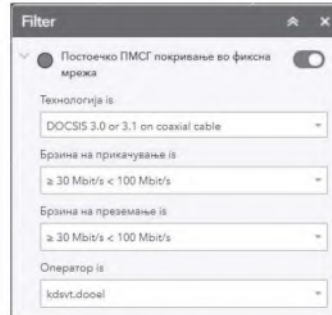 Filter
Постоечко ПМСГ покривање во фиксна
мрежа
Технологија is
DOCSIS 3.0 or 3.1 on coaxial cable
Брзина на прикачување is
≥ 30 Mbit/s < 100 Mbit/s
Брзина на преземање is
≥ 30 Mbit/s < 100 Mbit/s
Оператор is
kdsvt.dooel